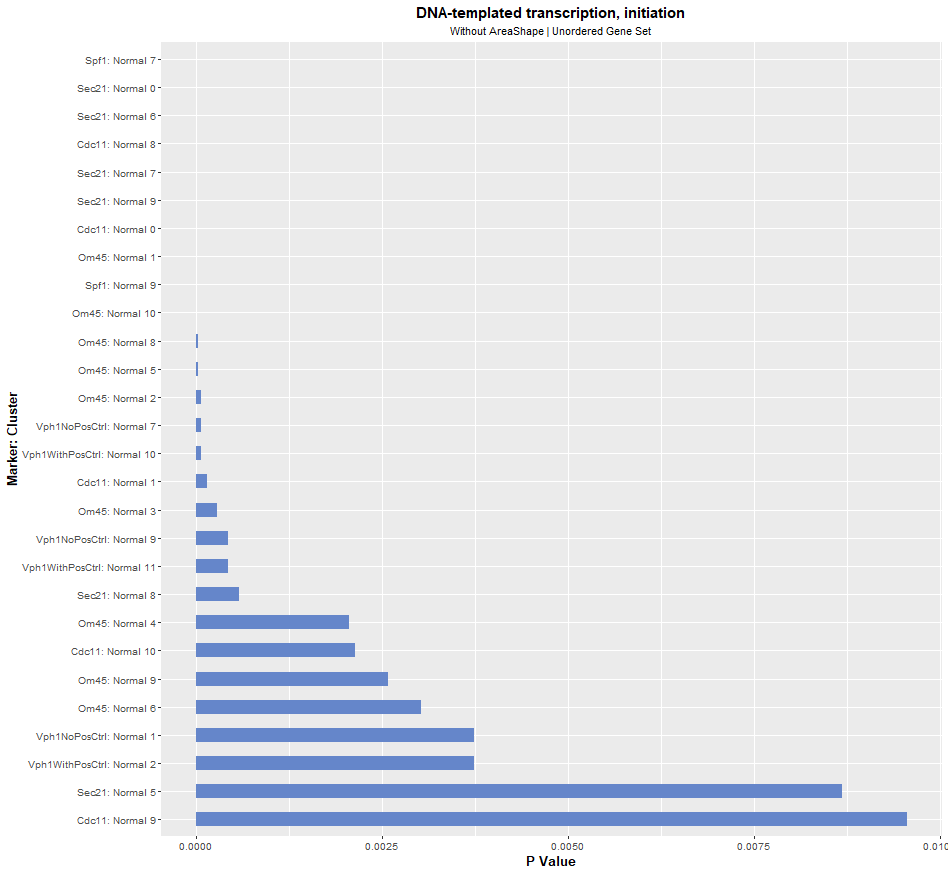 DNA-templated transcription, initiation
Without AreaShape | Unordered Gene Set
Marker: Cluster
Spf1: Normal 7
Sec21: Normal 0
Sec21: Normal 6
Cdc11: Normal 8
Sec21: Normal 7
Sec21: Normal 9
Cdc11: Normal 0
Om45: Normal 1
Spf1: Normal 9
Om45: Normal 10
Om45: Normal 8
Om45: Normal 5
Om45: Normal 2
Vph1NoPosCtrl: Normal 7
Vph1WithPosCtrl: Normal 10
Cdc11: Normal 1
Om45: Normal 3
Vph1NoPosCtrl: Normal 9
Vph1WithPosCtrl: Normal 11
Sec21: Normal 8
Om45: Normal 4
Cdc11: Normal 10
Om45: Normal 9
Om45: Normal 6
Vph1NoPosCtrl: Normal 1
Vph1WithPosCtrl: Normal 2
Sec21: Normal 5
Cdc11: Normal 9
0.0000 0.0025 0.0050 0.0075 0.010
P Value